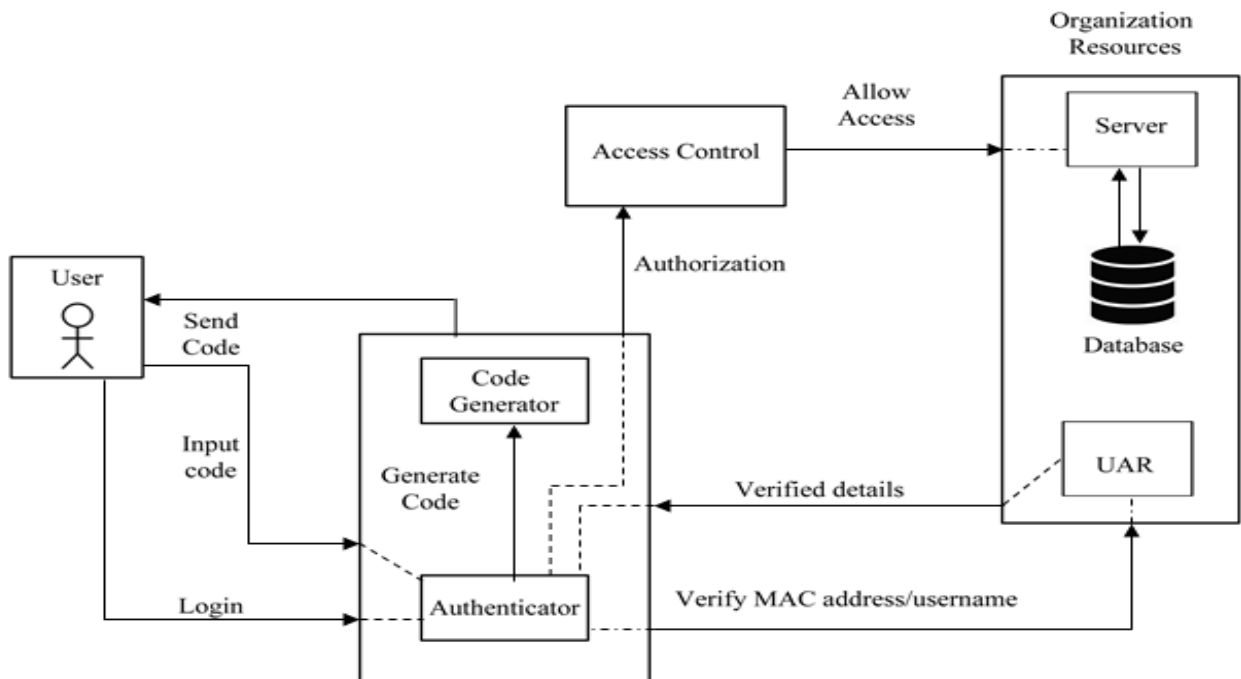 Organization
Resources
Allow
Access
Server
Access Control
Authorization
User
Database
Send
Code
Code
Generator
Input
code
Generate
Code
UAR
Verified details
Login
Authenticator
Verify MAC address/username